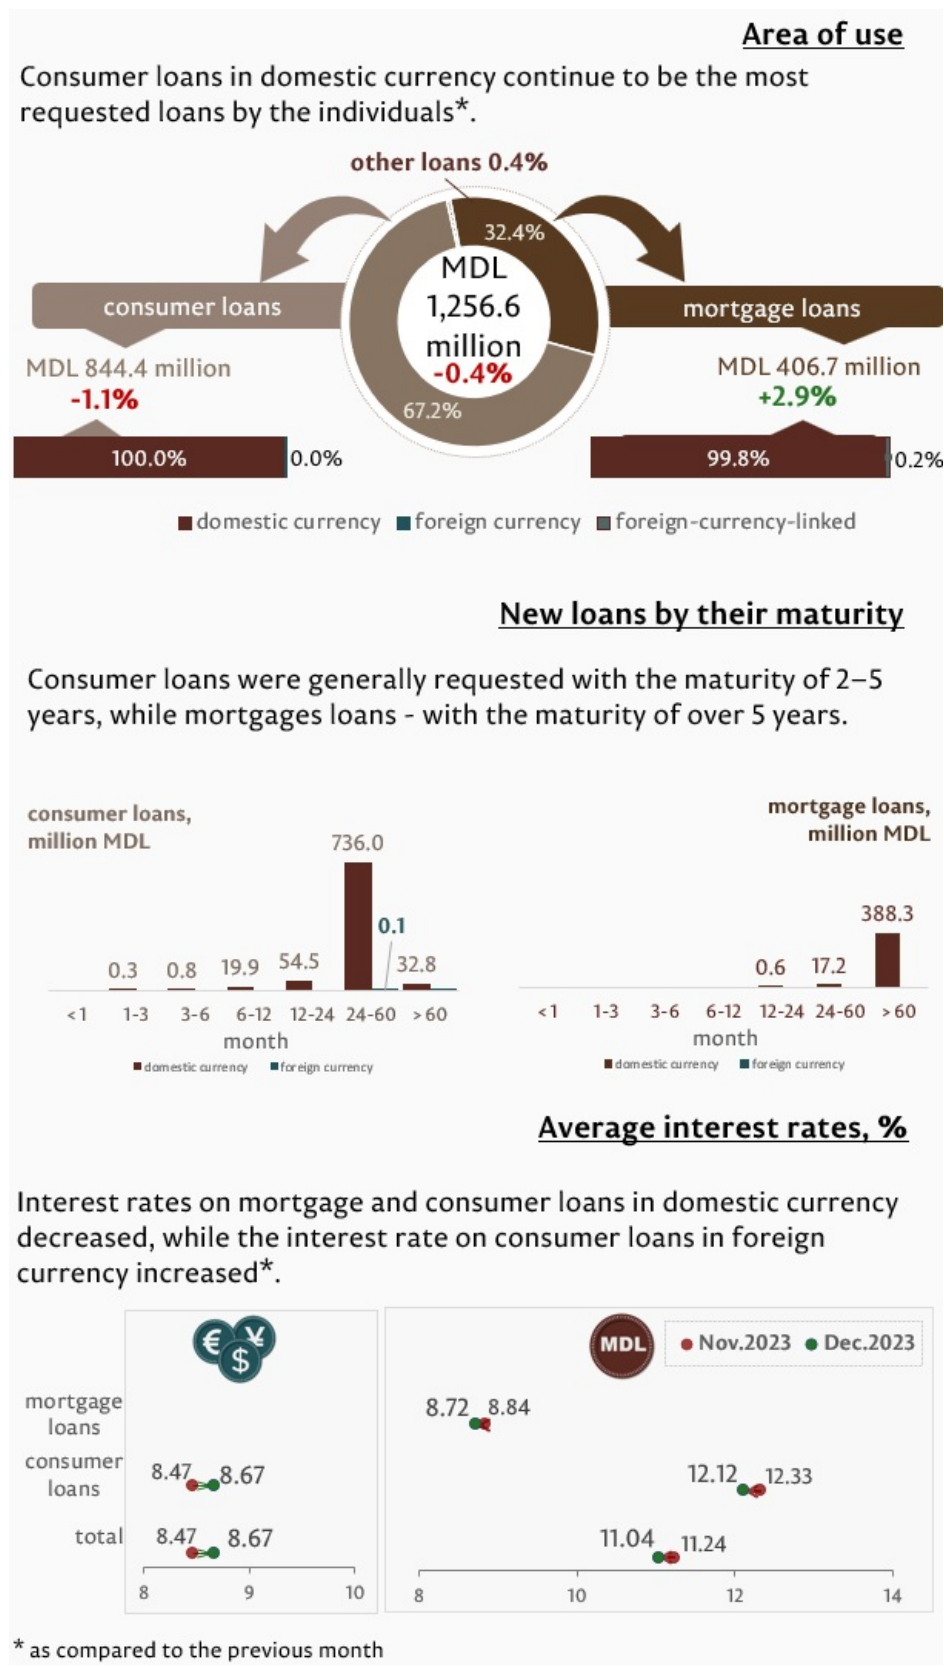 Area of use
Consumer loans in domestic currency continue to be the most
requested loans by the individuals*.
other loans 0.4%
32.4%
MDL
1,256.6
million
-0.4%
67.2%
consumer loans
MDL 844.4 million
-1.1%
100.0%
0.0%
mortgage loans
MDL 406.7 million
+2.9%
99.8%
0.2%
domestic currency foreign currency foreign-currency-linked
New loans by their maturity
Consumer loans were generally requested with the maturity of 2–5
years, while mortgages loans - with the maturity of over 5 years.
consumer loans,
million MDL
736.0
0.1
0.3 0.8 19.9 54.5 32.8
<1 1-3 3-6 6-12 12-24 24-60 >60
month
domestic currency foreign currency
mortgage loans,
million MDL
388.3
0.6 17.2
<1 1-3 3-6 6-12 12-24 24-60 >60
month
domestic currency foreign currency
Average interest rates, %
Interest rates on mortgage and consumer loans in domestic currency
decreased, while the interest rate on consumer loans in foreign
currency increased*.
€ ¥
$
MDL
Nov.2023 Dec.2023
mortgage
loans
8.72 8.84
consumer
loans
8.47 8.67
12.12 12.33
total
8.47 8.67
11.04 11.24
8 9 10
8 10 12 14
* as compared to the previous month